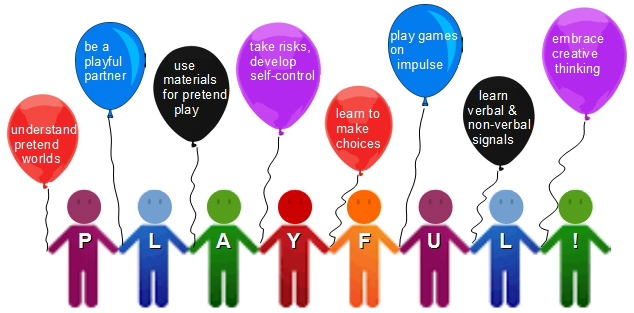 understand
pretend
worlds
be a
playful
partner
use
materials
for pretend
play
take risks,
develop
self-control
learn to
make
choices
play games
on
impulse
learn
verbal &
non-verbal
signals
embrace
creative
thinking
P L A Y F U L !